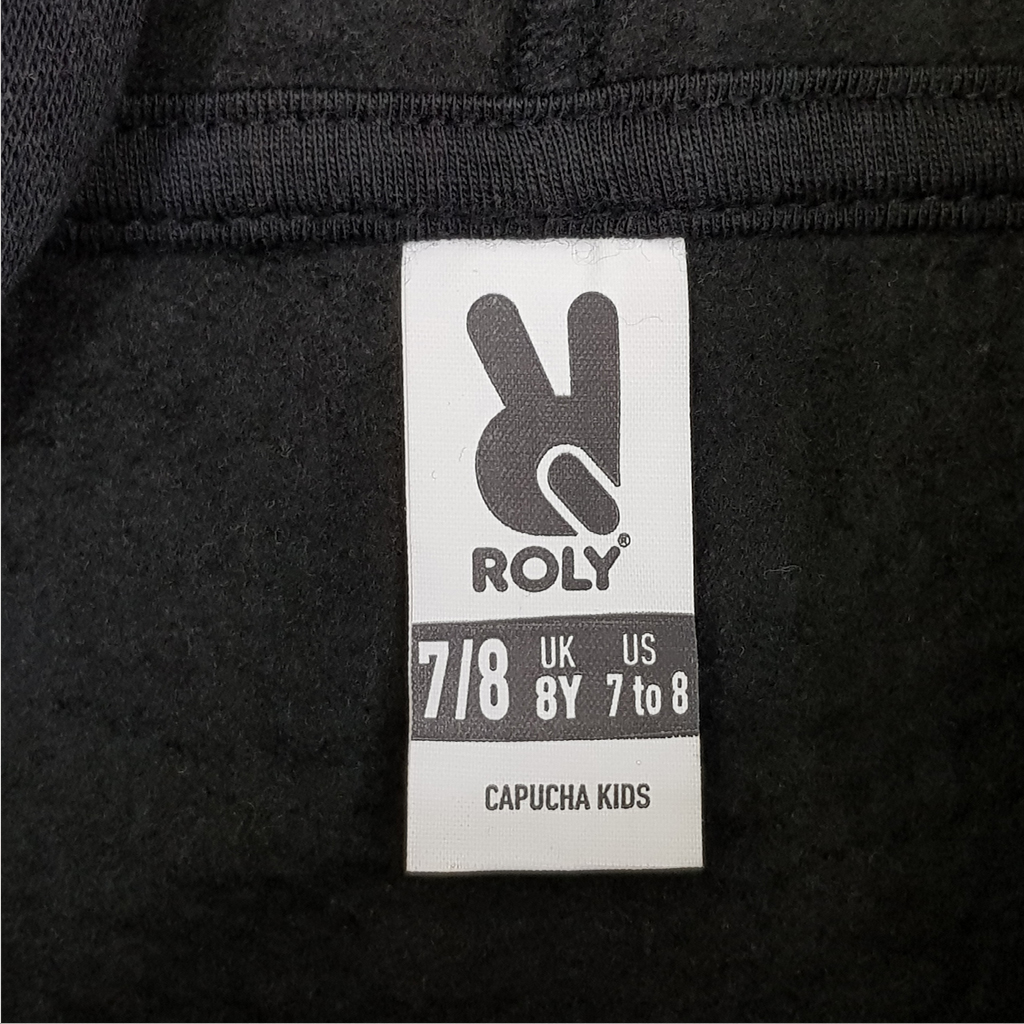 ROLY®
7/8 UK US
8Y 7 to 8
CAPUCHA KIDS